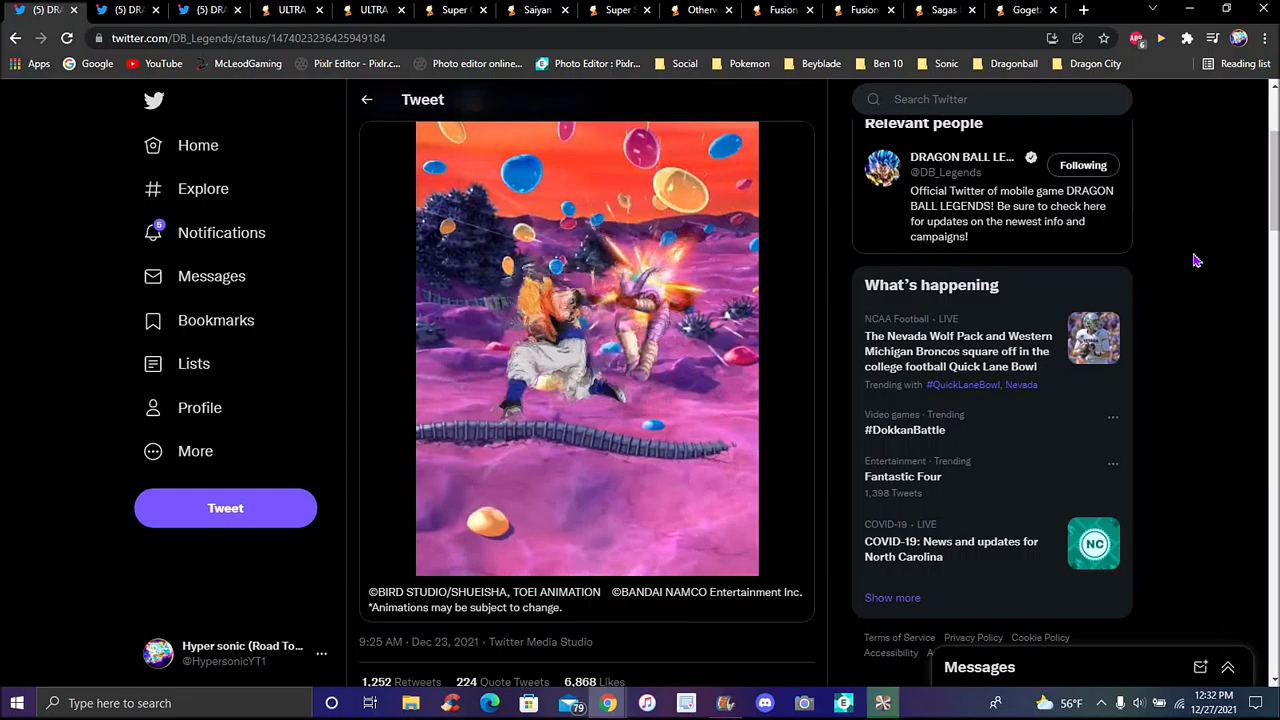 (5) DRA
(5) DRA
(5) DRA
ULTRA
ULTRA
Super
Saiyan
Super
Otherw
Fusion
Fusion
Sagas
Gogeta
twitter.com/DB_Legends/status/1474023236425949184
ABP
6
Apps
Google
YouTube
McLeodGaming
Pixlr Editor - Pixlr.c...
Photo editor online...
Photo Editor : Pixlr...
Social
Pokemon
Beyblade
Ben 10
Sonic
Dragonball
Dragon City
Reading list
Home
Explore
5
Notifications
Messages
Bookmarks
Lists
Profile
More
Tweet
Hyper sonic (Road To...
@HypersonicYT1
Tweet
©BIRD STUDIO/SHUEISHA, TOEI ANIMATION ©BANDAI NAMCO Entertainment Inc.
*Animations may be subject to change.
9:25 AM · Dec 23, 2021 · Twitter Media Studio
1,252 Retweets 224 Quote Tweets 6,868 Likes
Search Twitter
Relevant people
DRAGON BALL LE...
@DB_Legends
Following
Official Twitter of mobile game DRAGON
BALL LEGENDS! Be sure to check here
for updates on the newest info and
campaigns!
What's happening
NCAA Football · LIVE
The Nevada Wolf Pack and Western
Michigan Broncos square off in the
college football Quick Lane Bowl
Trending with #QuickLaneBowl, Nevada
Video games · Trending
#DokkanBattle
Entertainment · Trending
Fantastic Four
1,398 Tweets
COVID-19 · LIVE
COVID-19: News and updates for
North Carolina
NC
Show more
Terms of Service Privacy Policy Cookie Policy
Accessibility
Messages
Type here to search
79
56°F
12:32 PM
12/27/2021